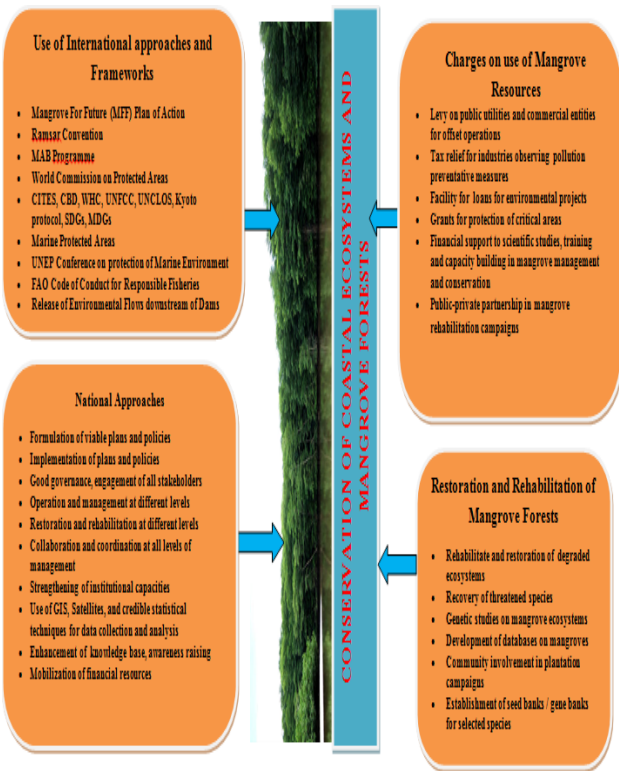 Use of International approaches and
Frameworks
• Mangrove For Future (MFF) Plan of Action
• Ramsar Convention
• MAB Programme
• World Commission on Protected Areas
• CITES, CBD, WHC, UNFCC, UNCLOS, Kyoto
protocol, SDGs, MDGs
• Marine Protected Areas
• UNEP Conference on protection of Marine Environment
• FAO Code of Conduct for Responsible Fisheries
• Release of Environmental Flows downstream of Dams
National Approaches
• Formulation of viable plans and policies
• Implementation of plans and policies
• Good governance, engagement of all stakeholders
• Operation and management at different levels
• Restoration and rehabilitation at different levels
• Collaboration and coordination at all levels of
management
• Strengthening of institutional capacities
• Use of GIS, Satellites, and credible statistical
techniques for data collection and analysis
• Enhancement of knowledge base, awareness raising
• Mobilization of financial resources
CONSERVATION OF COASTAL ECOSYSTEMS AND
MANGROVE FORESTS
Charges on use of Mangrove
Resources
• Levy on public utilities and commercial entities
for offset operations
• Tax relief for industries observing pollution
preventative measures
• Facility for loans for environmental projects
• Grants for protection of critical areas
• Financial support to scientific studies, training
and capacity building in mangrove management
and conservation
• Public-private partnership in mangrove
rehabilitation campaigns
Restoration and Rehabilitation of
Mangrove Forests
• Rehabilitate and restoration of degraded
ecosystems
• Recovery of threatened species
• Genetic studies on mangrove ecosystems
• Development of databases on mangroves
• Community involvement in plantation
campaigns
• Establishment of seed banks / gene banks
for selected species